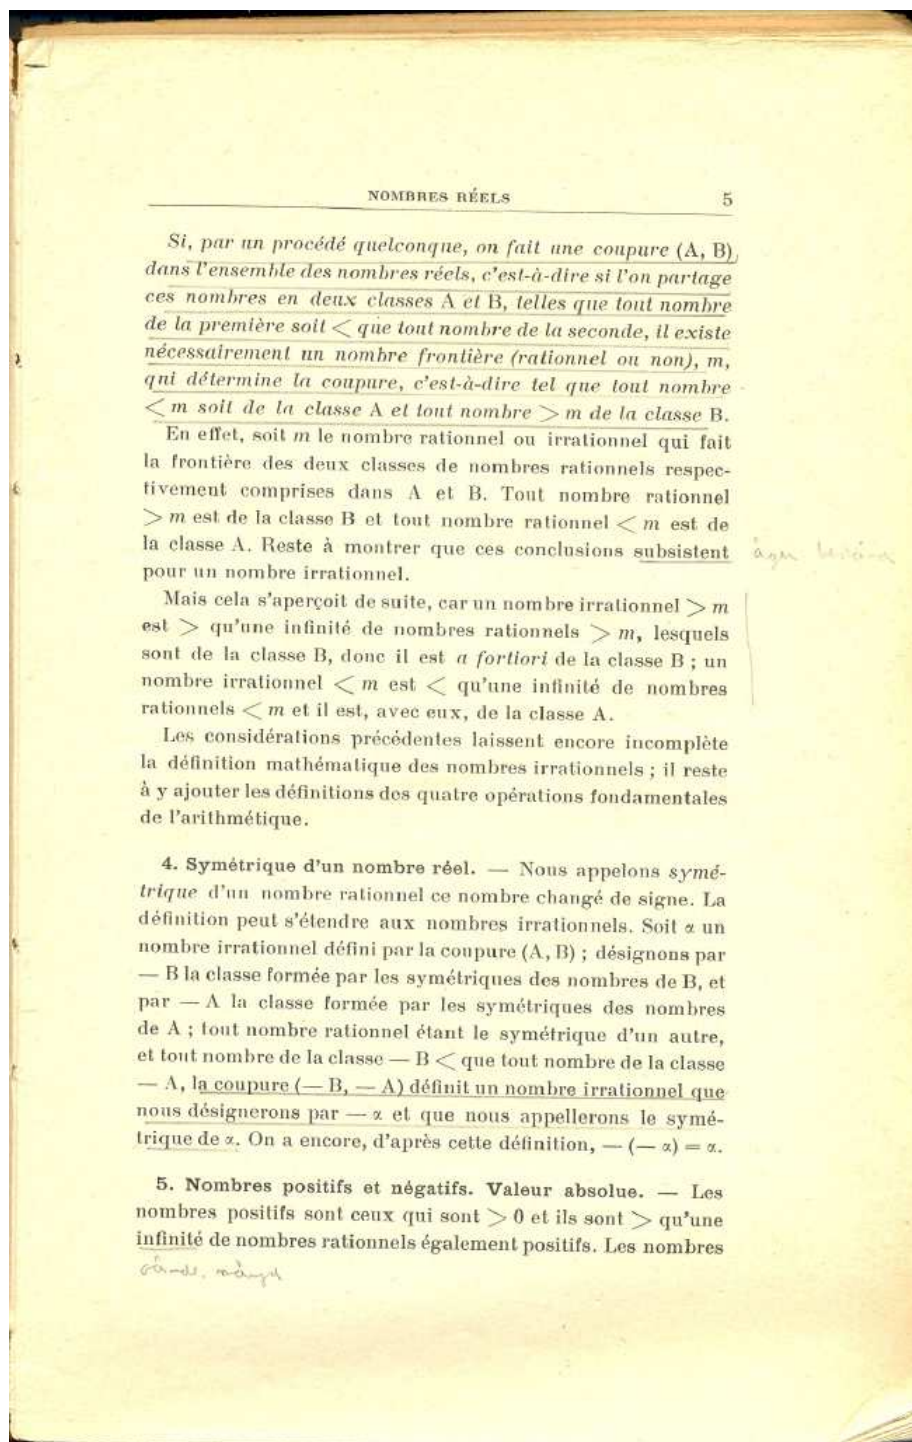 NOMBRES RÉELS 5
Si, par un procédé quelconque, on fait une coupure (A, B),
dans l'ensemble des nombres réels, c'est-à-dire si l'on partage
ces nombres en deux classes A et B, telles que tout nombre
de la première soit < que tout nombre de la seconde, il existe
nécessairement un nombre frontière (rationnel ou non), m,
qui détermine la coupure, c'est-à-dire tel que tout nombre
< m soit de la classe A et tout nombre > m de la classe B.
En effet, soit m le nombre rationnel ou irrationnel qui fait
la frontière des deux classes de nombres rationnels respec-
tivement comprises dans A et B. Tout nombre rationnel
> m est de la classe B et tout nombre rationnel < m est de
la classe A. Reste à montrer que ces conclusions subsistent
pour un nombre irrationnel.
Mais cela s'aperçoit de suite, car un nombre irrationnel > m
est > qu'une infinité de nombres rationnels > m, lesquels
sont de la classe B, donc il est a fortiori de la classe B ; un
nombre irrationnel < m est < qu'une infinité de nombres
rationnels < m et il est, avec eux, de la classe A.
Les considérations précédentes laissent encore incomplète
la définition mathématique des nombres irrationnels ; il reste
à y ajouter les définitions des quatre opérations fondamentales
de l'arithmétique.
4. Symétrique d'un nombre réel. — Nous appelons symé-
trique d'un nombre rationnel ce nombre changé de signe. La
définition peut s'étendre aux nombres irrationnels. Soit α un
nombre irrationnel défini par la coupure (A, B) ; désignons par
— B la classe formée par les symétriques des nombres de B, et
par — A la classe formée par les symétriques des nombres
de A ; tout nombre rationnel étant le symétrique d'un autre,
et tout nombre de la classe — B < que tout nombre de la classe
— A, la coupure (— B, — A) définit un nombre irrationnel que
nous désignerons par — α et que nous appellerons le symé-
trique de α. On a encore, d'après cette définition, — (— α) = α.
5. Nombres positifs et négatifs. Valeur absolue. — Les
nombres positifs sont ceux qui sont > 0 et ils sont > qu'une
infinité de nombres rationnels également positifs. Les nombres